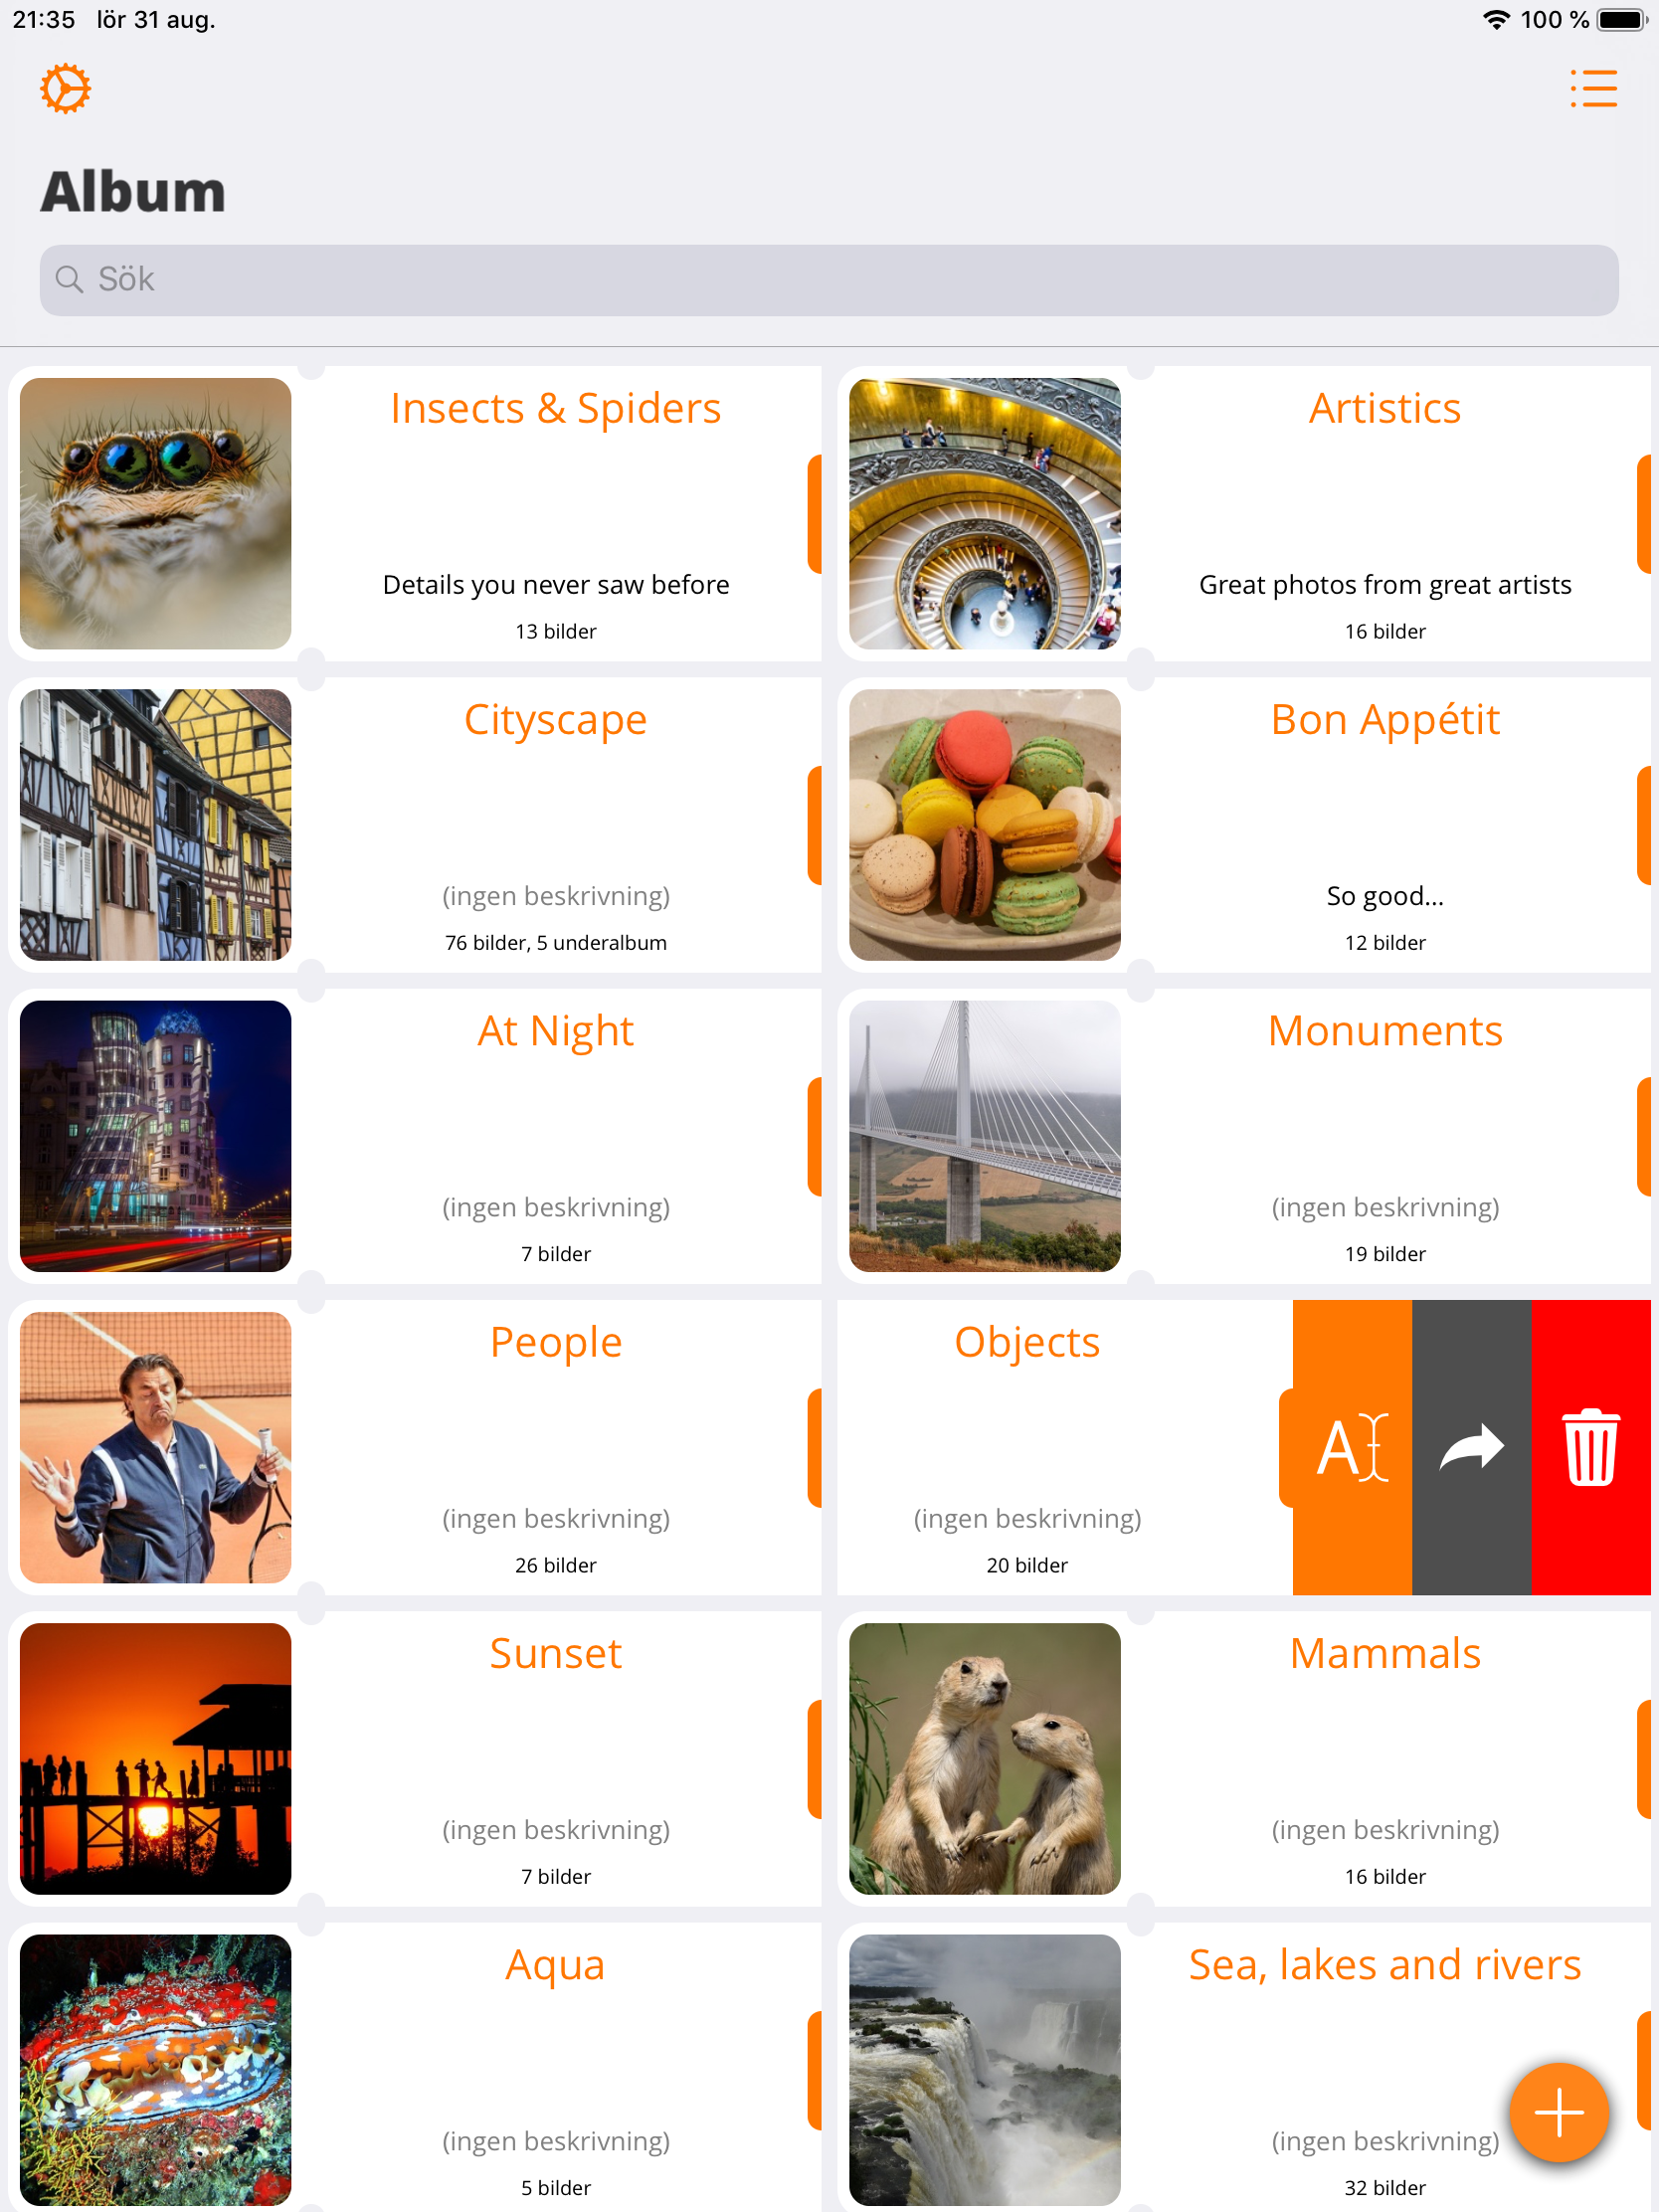 21:35 lör 31 aug. 100 %
Album
Sök
Insects & Spiders
Details you never saw before
13 bilder
Artistics
Great photos from great artists
16 bilder
Cityscape
(ingen beskrivning)
76 bilder, 5 underalbum
Bon Appétit
So good...
12 bilder
At Night
(ingen beskrivning)
7 bilder
Monuments
(ingen beskrivning)
19 bilder
People
(ingen beskrivning)
26 bilder
Objects
(ingen beskrivning)
20 bilder
A
Sunset
(ingen beskrivning)
7 bilder
Mammals
(ingen beskrivning)
16 bilder
Aqua
(ingen beskrivning)
5 bilder
Sea, lakes and rivers
(ingen beskrivning)
32 bilder